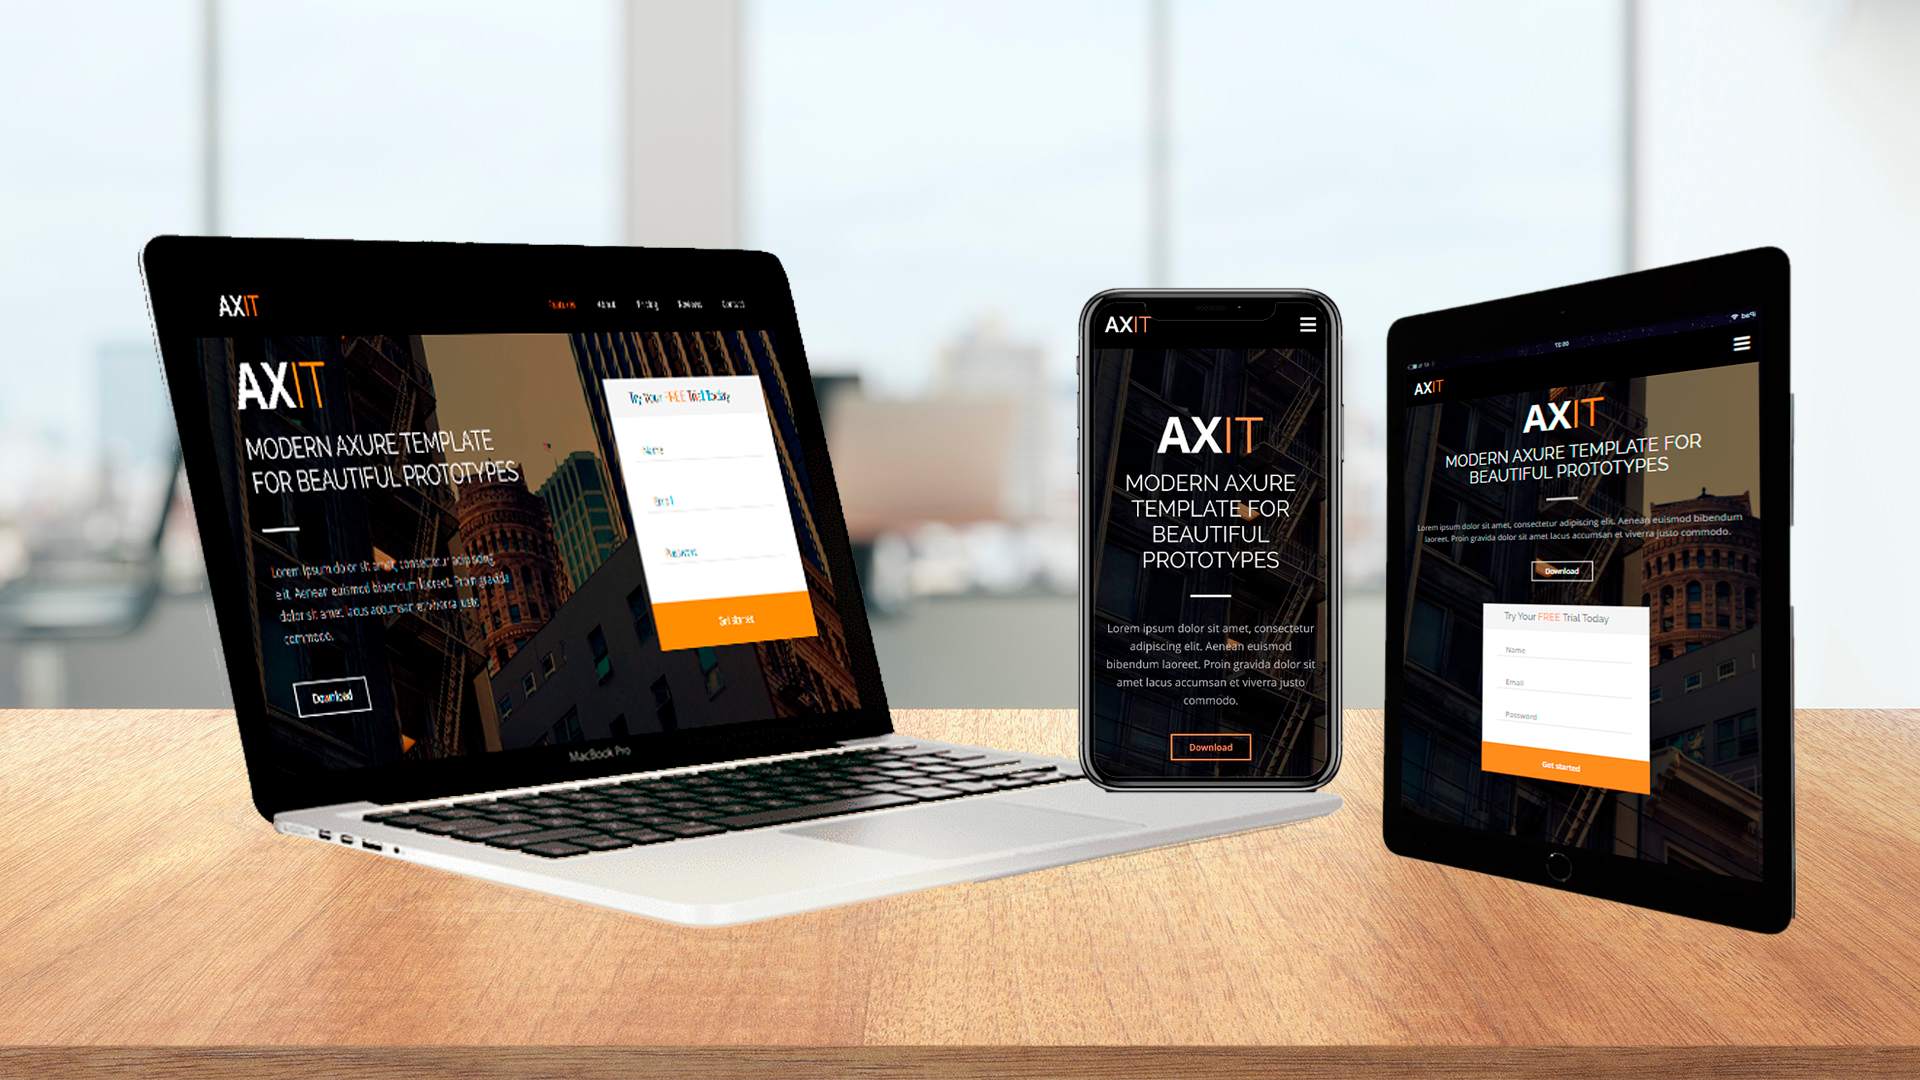 AXIT
Features About Pricing Reviews Contact
AXIT
MODERN AXURE TEMPLATE
FOR BEAUTIFUL PROTOTYPES
Lorem ipsum dolor sit amet, consectetur adipiscing
elit. Aenean euismod bibendum laoreet. Proin gravida
dolor sit amet lacus accumsan et viverra justo
commodo.
Download
Try Your FREE Trial Today
Name
Email
Password
Get started
MacBook Pro
AXIT
AXIT
MODERN AXURE
TEMPLATE FOR
BEAUTIFUL
PROTOTYPES
Lorem ipsum dolor sit amet, consectetur
adipiscing elit. Aenean euismod
bibendum laoreet. Proin gravida dolor sit
amet lacus accumsan et viverra justo
commodo.
Download
iPad
AXIT
AXIT
MODERN AXURE TEMPLATE FOR
BEAUTIFUL PROTOTYPES
Lorem ipsum dolor sit amet, consectetur adipiscing elit. Aenean euismod bibendum
laoreet. Proin gravida dolor sit amet lacus accumsan et viverra justo commodo.
Download
Try Your FREE Trial Today
Name
Email
Password
Get started